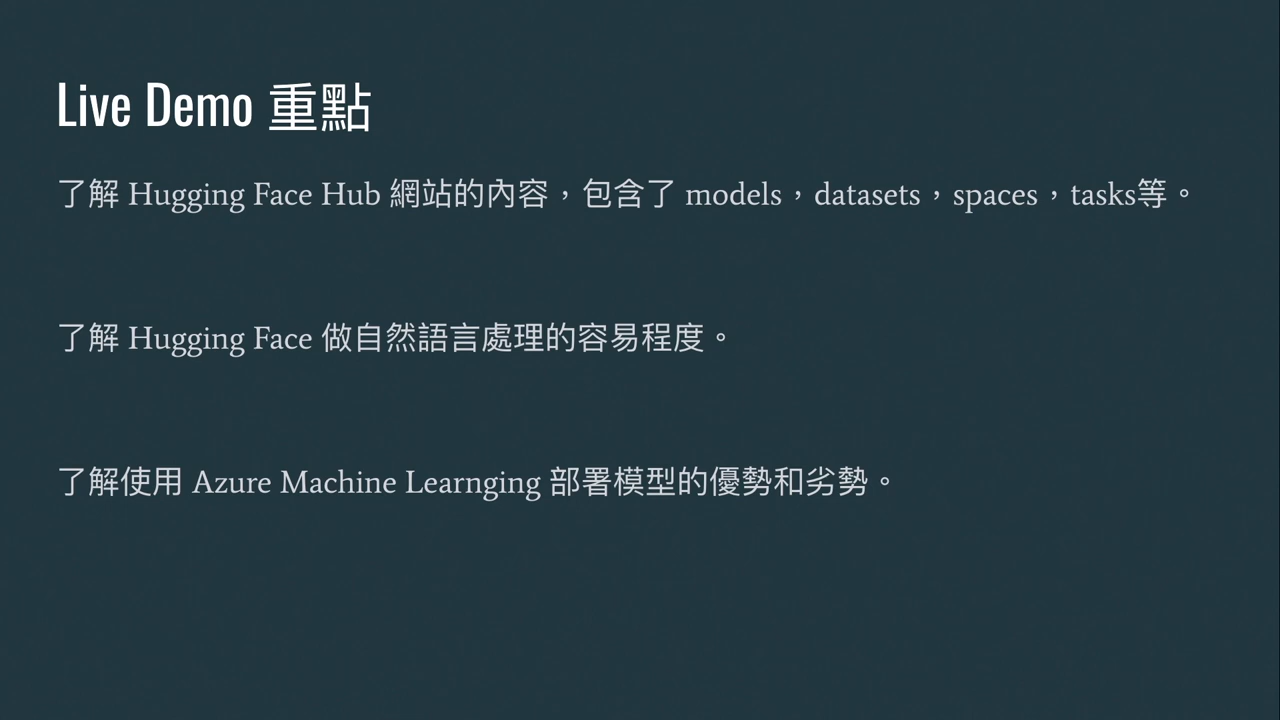 Live Demo 重點
了解 Hugging Face Hub 網站的內容，包含了 models，datasets，spaces，tasks等。
了解 Hugging Face 做自然語言處理的容易程度。
了解使用 Azure Machine Learnging 部署模型的優勢和劣勢。